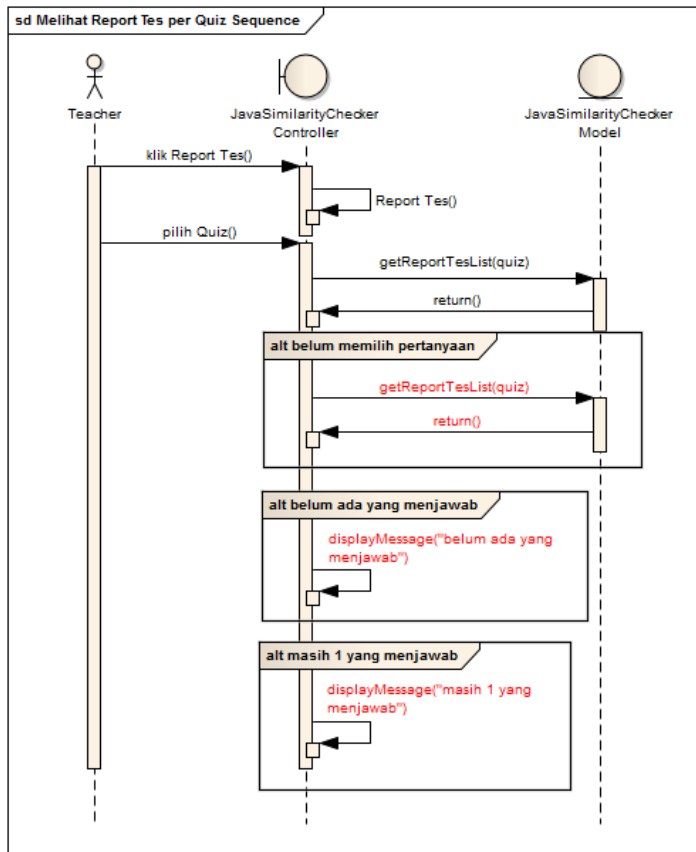 sd Melihat Report Tes per Quiz Sequence
Teacher
JavaSimilarityChecker
Controller
JavaSimilarityChecker
Model
klik Report Tes()
Report Tes()
pilih Quiz()
getReportTesList(quiz)
return()
alt belum memilih pertanyaan
getReportTesList(quiz)
return()
alt belum ada yang menjawab
displayMessage("belum ada yang
menjawab")
alt masih 1 yang menjawab
displayMessage("masih 1 yang
menjawab")